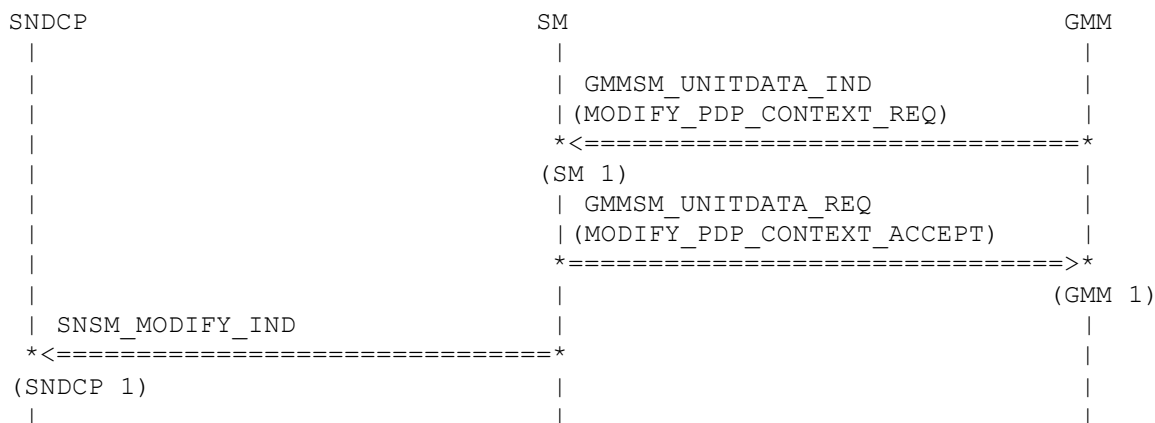 SNDCP SM GMM
GMMSM_UNITDATA_IND
(MODIFY_PDP_CONTEXT_REQ)
(SM 1)
GMMSM_UNITDATA_REQ
(MODIFY_PDP_CONTEXT_ACCEPT)
(GMM 1)
SNSM_MODIFY_IND
(SNDCP 1)